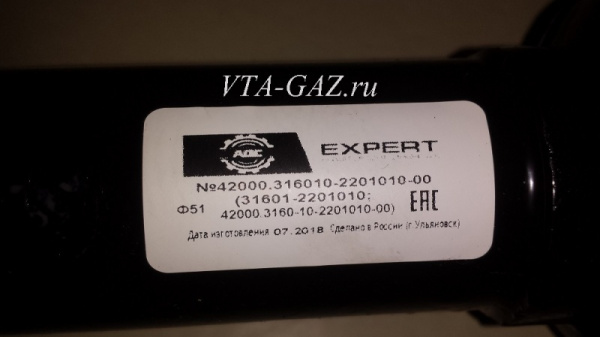 VTA-GAZ.ru
АДС
EXPERT
№42000.316010-2201010-00
(31601-2201010;
Ф51 42000.3160-10-2201010-00)
EAC
Дата изготовления 07.2018 Сделано в России (г.Ульяновск)